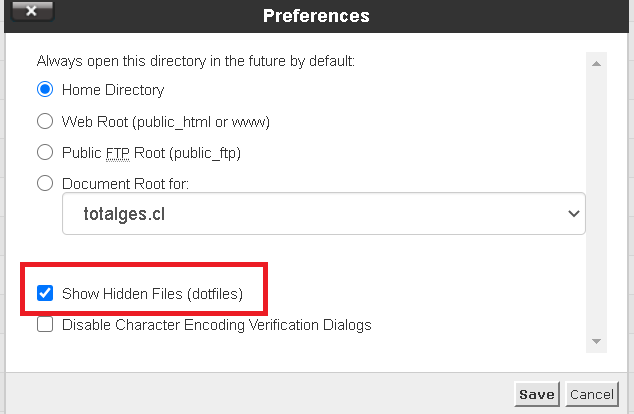 Preferences
Always open this directory in the future by default:
Home Directory
Web Root (public_html or www)
Public FTP Root (public_ftp)
Document Root for:
totalges.cl
Show Hidden Files (dotfiles)
Disable Character Encoding Verification Dialogs
Save Cancel